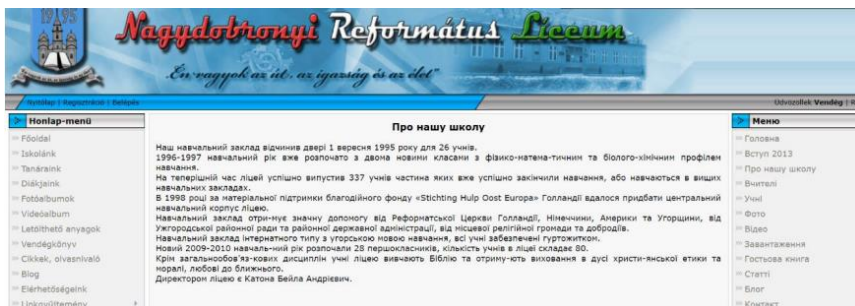 1995
Nagydobronyi Református Líceum
„Én vagyok az út, az igazság és az élet"
Nyitólap | Regisztráció | Belépés
Üdvözöllek Vendég | R
Honlap-menü
Főoldal
Iskolánk
Tanáraink
Diákjaink
Fotóalbumok
Videóalbum
Letölthető anyagok
Vendégkönyv
Cikkek, olvasnivaló
Blog
Elérhetőségeink
Linkgyűjtemény
Про нашу школу
Наш навчальний заклад відчинив двері 1 вересня 1995 року для 26 учнів.
1996-1997 навчальний рік вже розпочато з двома новими класами з фізико-матема-тичним та біолого-хімічним профілем
навчання.
На теперішній час ліцей успішно випустив 337 учнів частина яких вже успішно закінчили навчання, або навчаються в вищих
навчальних закладах.
В 1998 році за матеріальної підтримки благодійного фонду «Stichting Hulp Oost Europa» Голландії вдалося придбати центральний
навчальний корпус ліцею.
Навчальний заклад отри-мує значну допомогу від Реформатської Церкви Голландії, Німеччини, Америки та Угорщини, від
Ужгородської районної ради та районної державної адміністрації, від місцевої релігійної громади та добродіїв.
Навчальний заклад інтернатного типу з угорською мовою навчання, всі учні забезпечені гуртожитком.
Новий 2009-2010 навчаль-ний рік розпочали 28 першокласників, кількість учнів в ліцеї складає 80.
Крім загальнообов'яз-кових дисциплін учні ліцею вивчають Біблію та отриму-ють виховання в дусі христи-янської етики та
моралі, любові до ближнього.
Директором ліцею є Катона Бейла Андрієвич.
Меню
Головна
Вступ 2013
Про нашу школу
Вчителі
Учні
Фото
Відео
Завантаження
Гостьова книга
Статті
Блог
Контакт